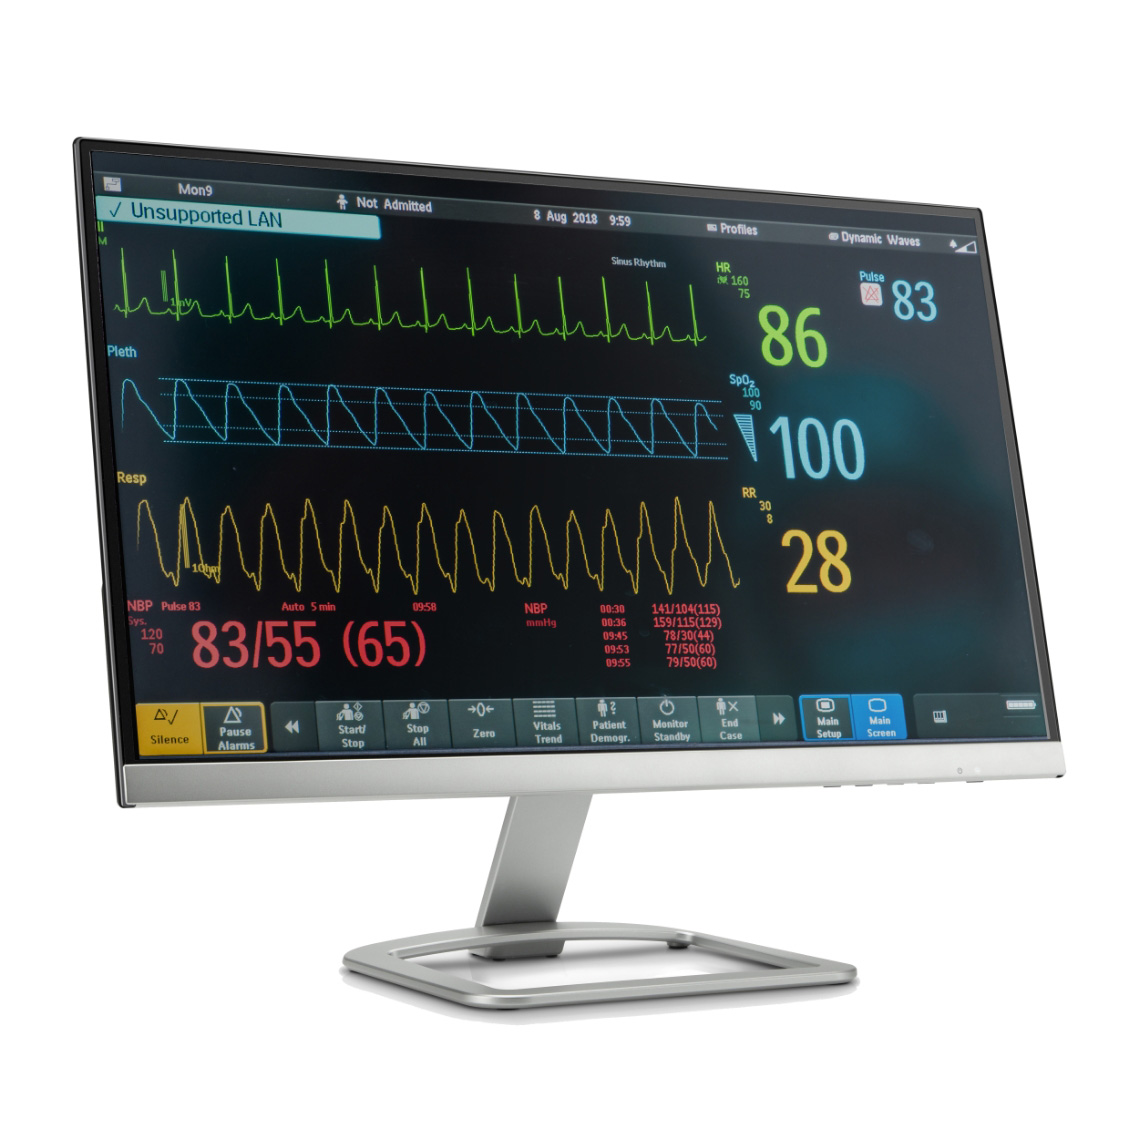 Mon9
Not Admitted
8 Aug 2018 9:59
Profiles
Dynamic Waves
✓ Unsupported LAN
M
1mV
Sinus Rhythm
HR
160
75
86
Pulse
83
Pleth
SpO₂
100
90
100
Resp
1Ohm
RR
30
8
28
NBP Pulse 83 Auto 5 min 09:58
Sys.
120
70
83/55 (65)
NBP
mmHg
00:30 141/104(115)
00:36 159/115(129)
09:45 78/30(44)
09:53 77/50(60)
09:55 79/50(60)
Silence
Pause
Alarms
Start/
Stop
Stop
All
Zero
Vitals
Trend
Patient
Demogr.
Monitor
Standby
End
Case
Main
Setup
Main
Screen